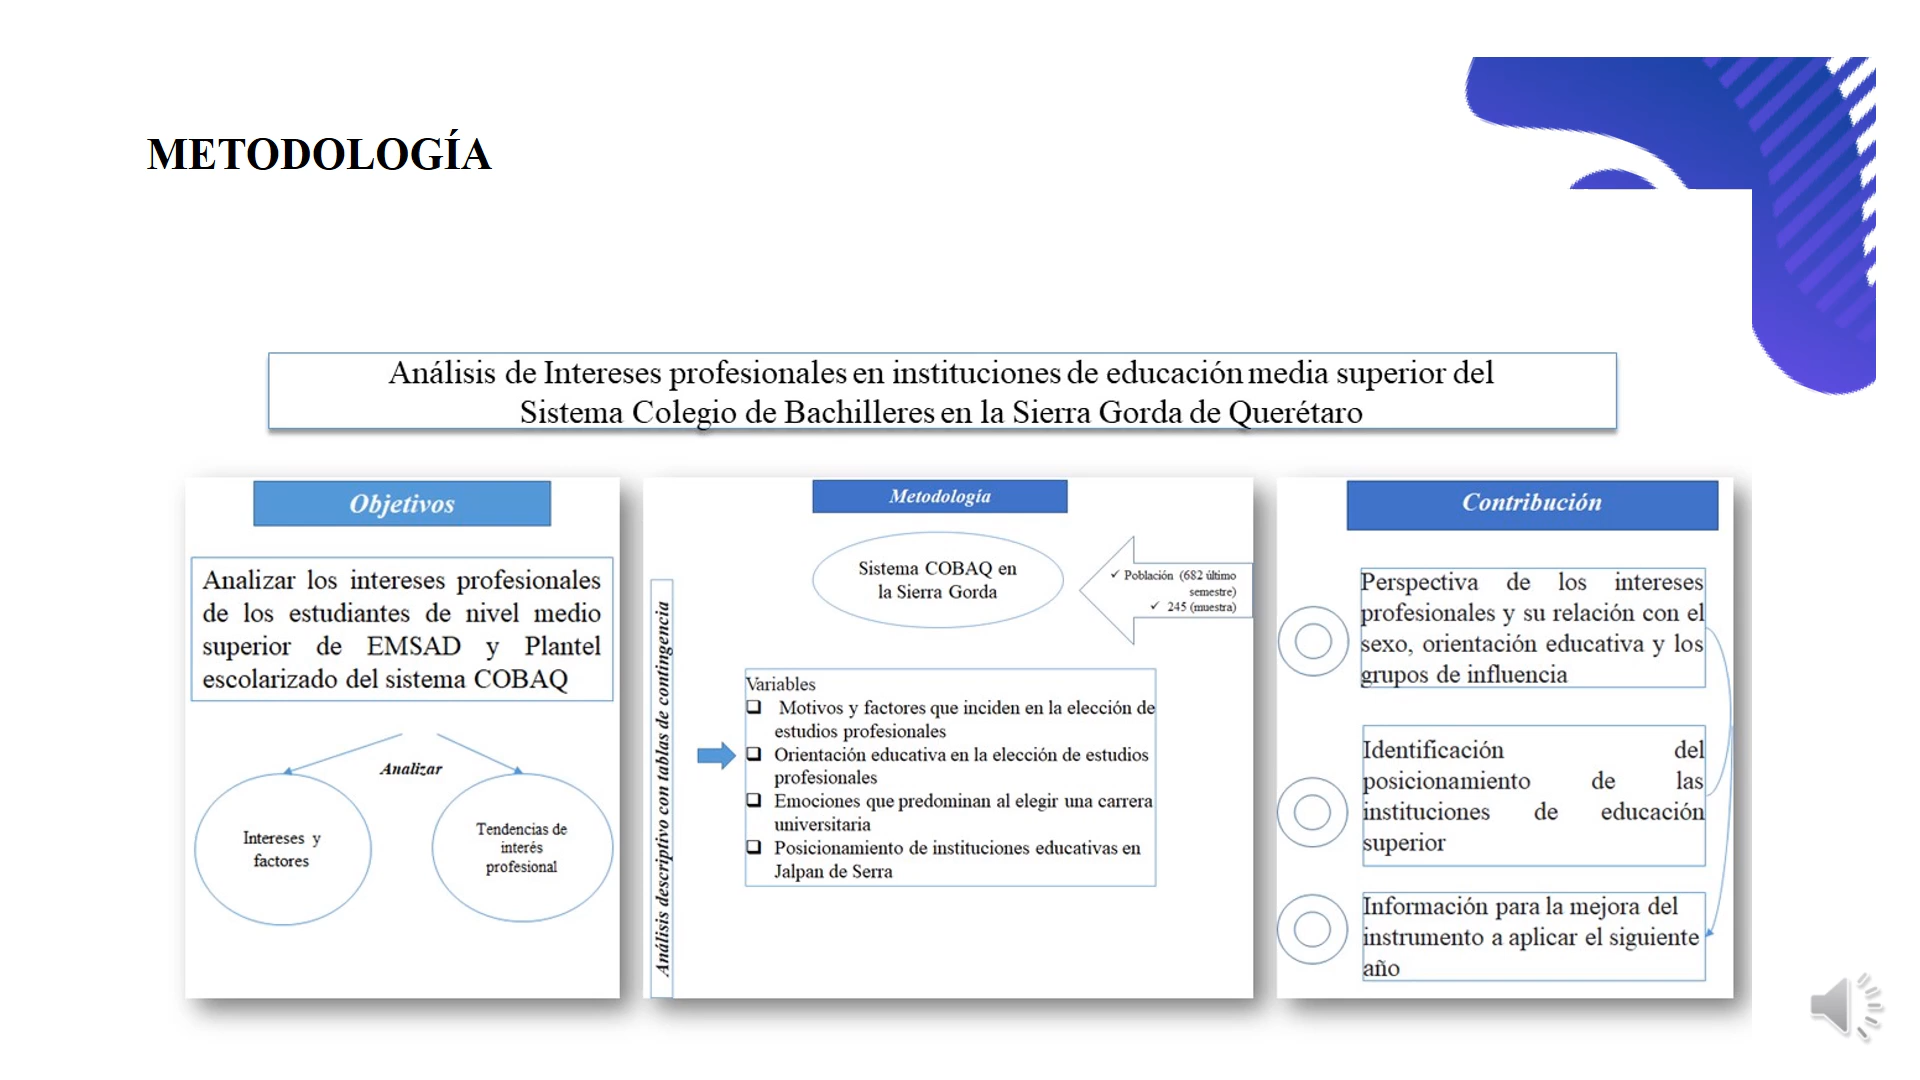 METODOLOGÍA
Análisis de Intereses profesionales en instituciones de educación media superior del
Sistema Colegio de Bachilleres en la Sierra Gorda de Querétaro
Objetivos
Analizar los intereses profesionales
de los estudiantes de nivel medio
superior de EMSAD y Plantel
escolarizado del sistema COBAQ
Analizar
Intereses y
factores
Tendencias de
interés
profesional
Metodología
Sistema COBAQ en
la Sierra Gorda
✓ Población (682 último
semestre)
✓ 245 (muestra)
Análisis descriptivo con tablas de contingencia
Variables
❑ Motivos y factores que inciden en la elección de
estudios profesionales
❑ Orientación educativa en la elección de estudios
profesionales
❑ Emociones que predominan al elegir una carrera
universitaria
❑ Posicionamiento de instituciones educativas en
Jalpan de Serra
Contribución
Perspectiva de los intereses
profesionales y su relación con el
sexo, orientación educativa y los
grupos de influencia
Identificación del
posicionamiento de las
instituciones de educación
superior
Información para la mejora del
instrumento a aplicar el siguiente
año